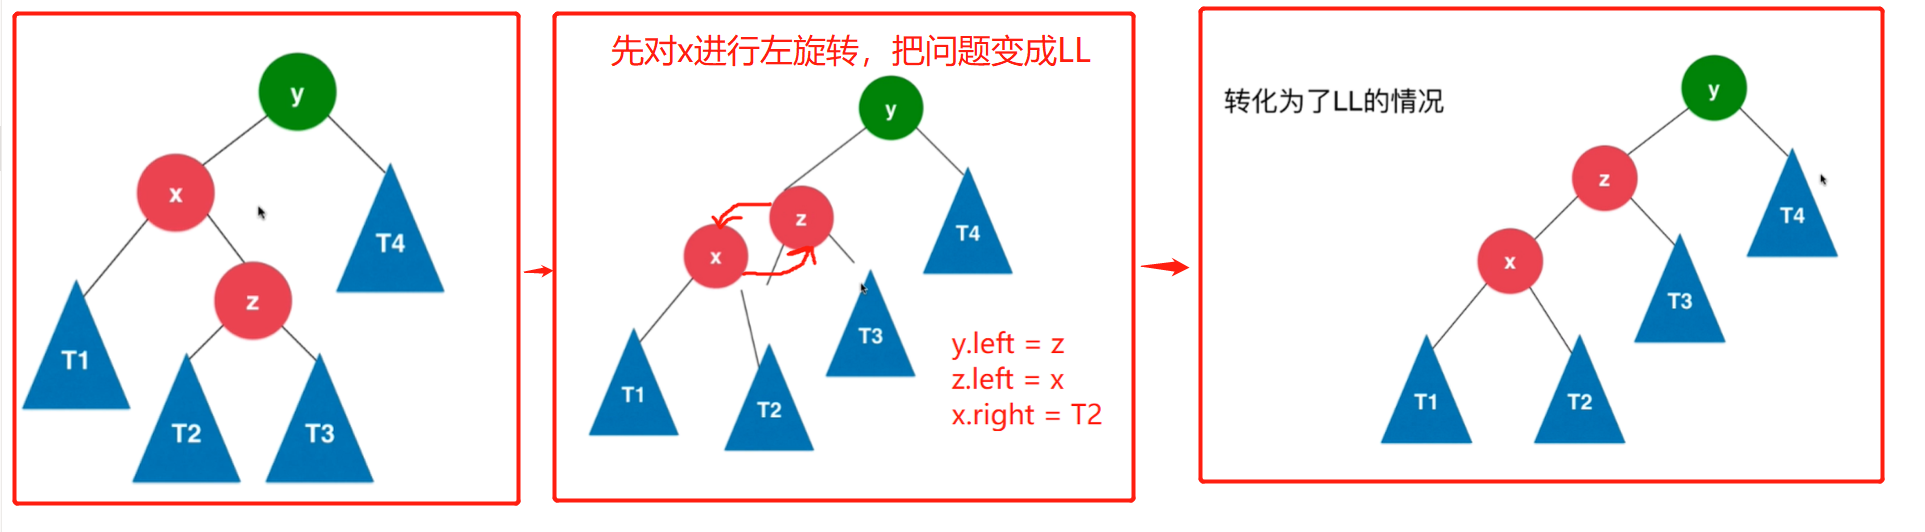 y
x
T4
z
T1
T2
T3
先对x进行左旋转，把问题变成LL
y
z
x
T4
T3
T1
T2
y.left = z
z.left = x
x.right = T2
转化为了LL的情况
y
z
T4
x
T3
T1
T2